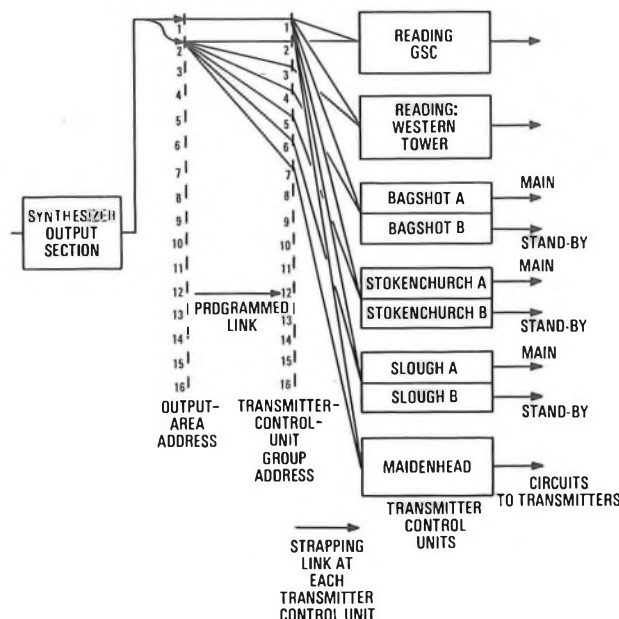 SYNTHESIZER
OUTPUT
SECTION
1
2
3
4
5
6
7
8
9
10
11
12
13
14
15
16
OUTPUT-
AREA
ADDRESS
PROGRAMMED
LINK
1
2
3
4
5
6
7
8
9
10
11
12
13
14
15
16
TRANSMITTER-
CONTROL-
UNIT
GROUP
ADDRESS
READING
GSC
READING:
WESTERN
TOWER
BAGSHOT A
MAIN
BAGSHOT B
STAND-BY
STOKENCHURCH A
MAIN
STOKENCHURCH B
STAND-BY
SLOUGH A
MAIN
SLOUGH B
STAND-BY
MAIDENHEAD
CIRCUITS
TO TRANSMITTERS
TRANSMITTER
CONTROL
UNITS
STRAPPING
LINK AT
EACH
TRANSMITTER
CONTROL UNIT